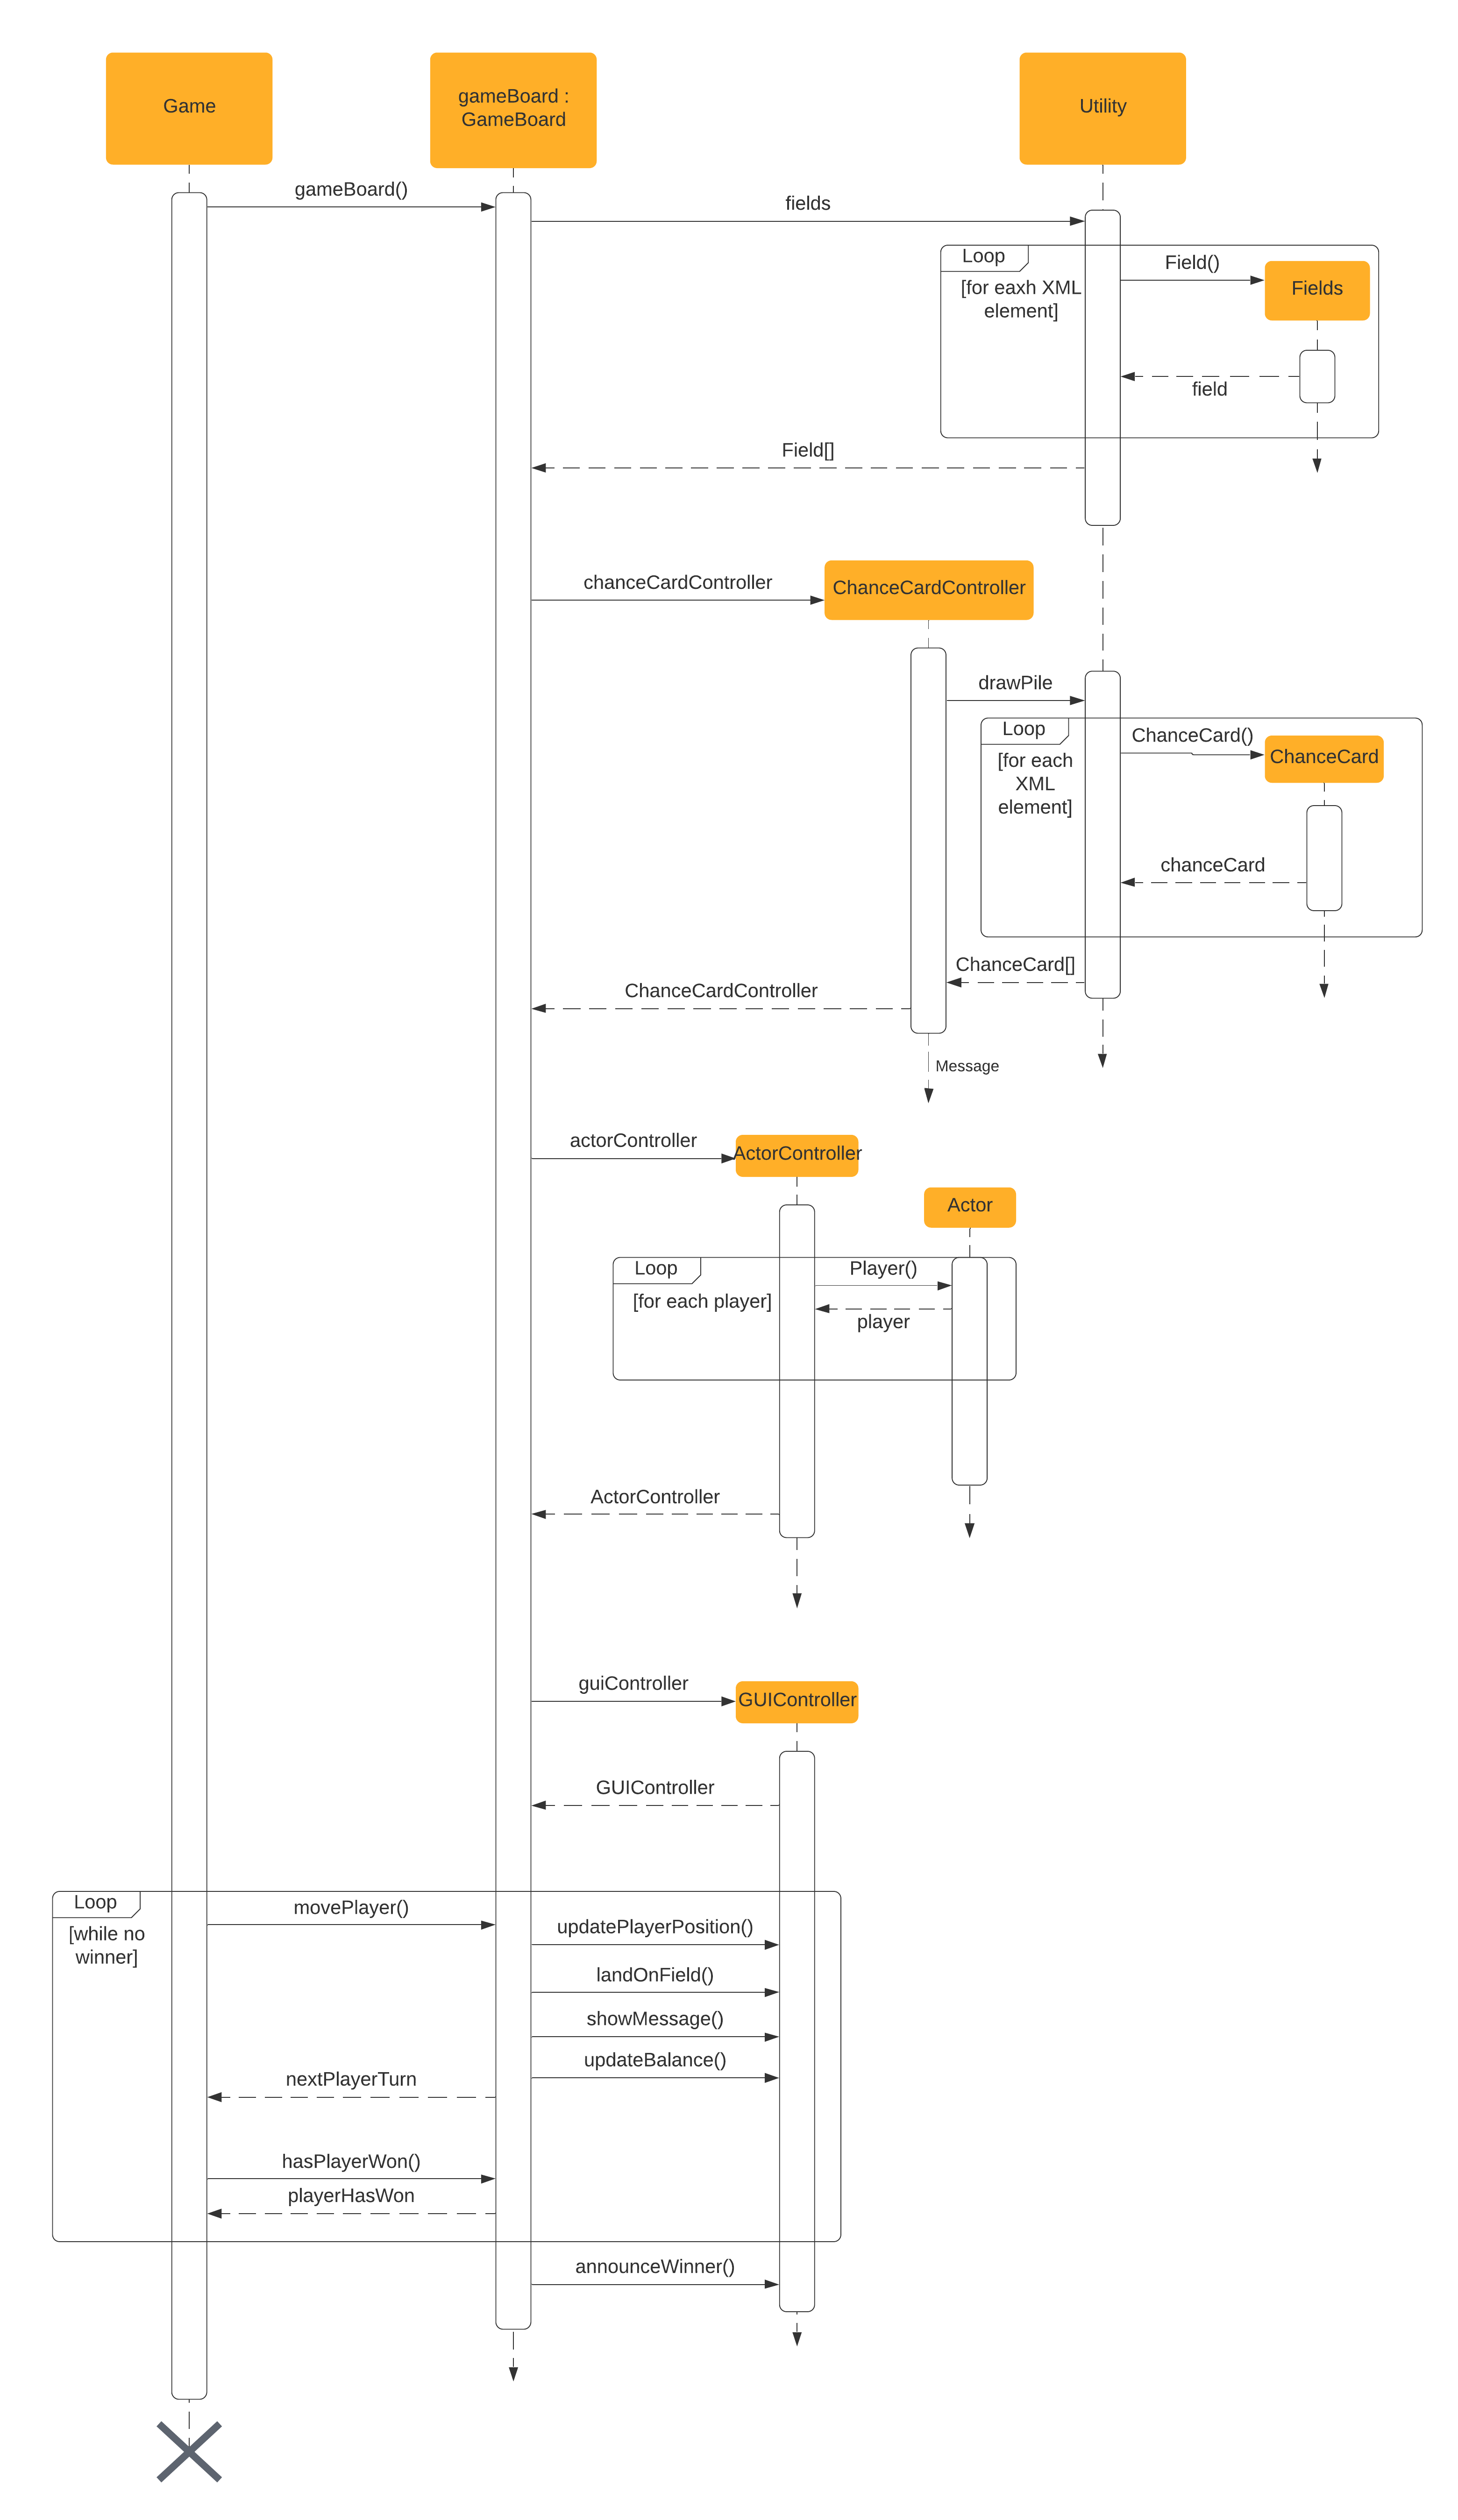 Game
gameBoard :
GameBoard
Utility
gameBoard()
fields
Loop
[for eaxh XML
element]
Field()
Fields
field
Field[]
chanceCardController
ChanceCardController
drawPile
Loop
[for each
XML
element]
ChanceCard()
ChanceCard
chanceCard
ChanceCard[]
ChanceCardController
Message
actorController
ActorController
Actor
Loop
[for each player]
Player()
player
ActorController
guiController
GUIController
GUIController
Loop
[while no
winner]
movePlayer()
updatePlayerPosition()
landOnField()
showMessage()
updateBalance()
nextPlayerTurn
hasPlayerWon()
playerHasWon
announceWinner()